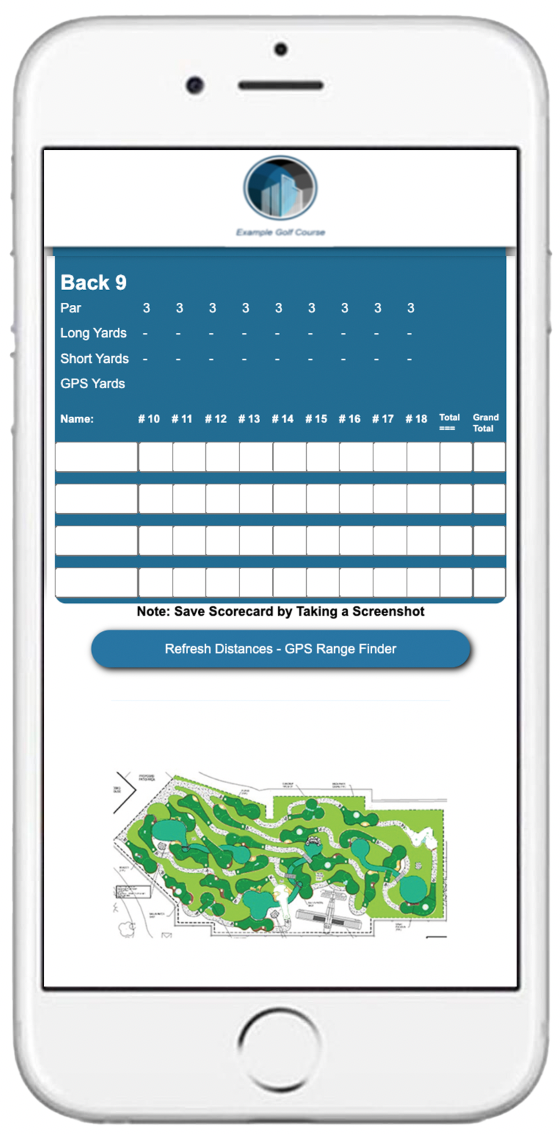 Example Golf Course
Back 9
Par 3 3 3 3 3 3 3 3 3
Long Yards - - - - - - - - -
Short Yards - - - - - - - - -
GPS Yards
Name: # 10 # 11 # 12 # 13 # 14 # 15 # 16 # 17 # 18 Total === Grand Total
Note: Save Scorecard by Taking a Screenshot
Refresh Distances - GPS Range Finder